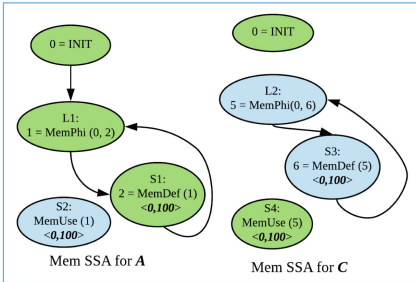 0 = INIT
L1:
1 = MemPhi (0, 2)
S1:
2 = MemDef (1)
<0,100>
S2:
MemUse (1)
<0,100>
Mem SSA for A
0 = INIT
L2:
5 = MemPhi(0, 6)
S3:
6 = MemDef (5)
<0,100>
S4:
MemUse (5)
<0,100>
Mem SSA for C